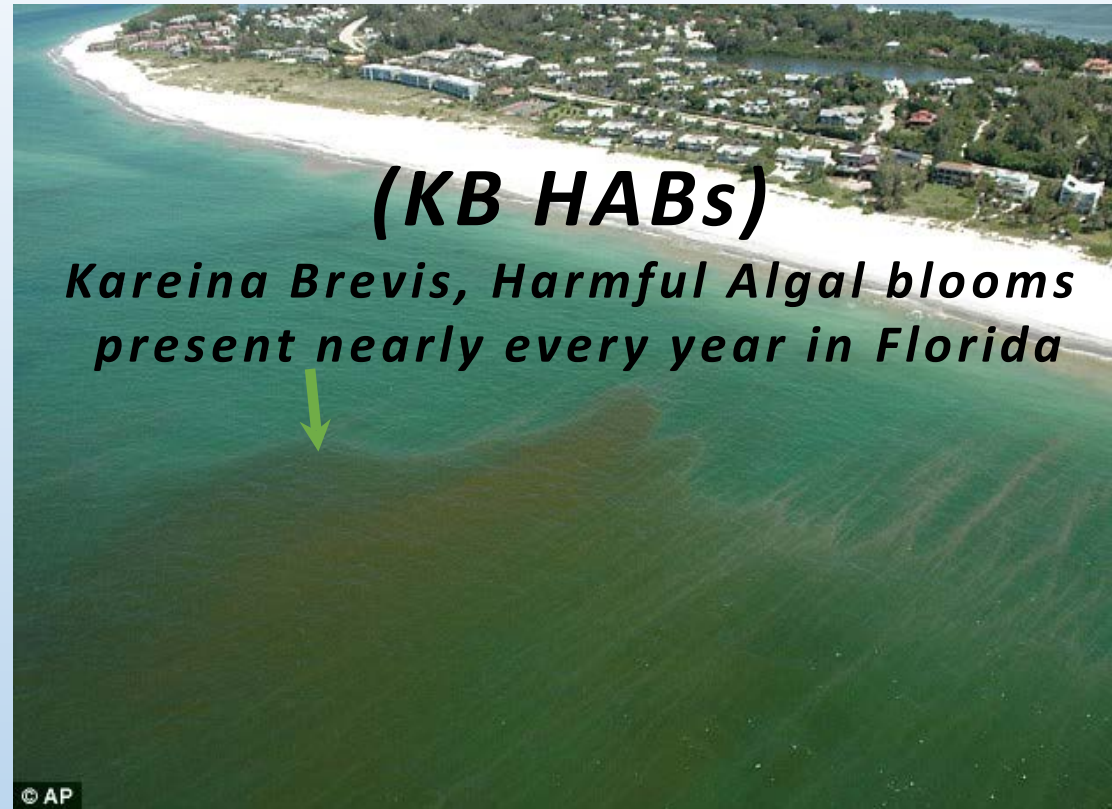 (KB HABs)
Kareina Brevis, Harmful Algal blooms
present nearly every year in Florida
© AP